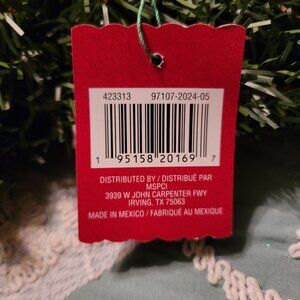 423313 97107-2024-05
1 95158 20169 7
DISTRIBUTED BY / DISTRIBUÉ PAR
MSPCI
3939 W JOHN CARPENTER FWY
IRVING, TX 75063
MADE IN MEXICO / FABRIQUÉ AU MEXIQUE